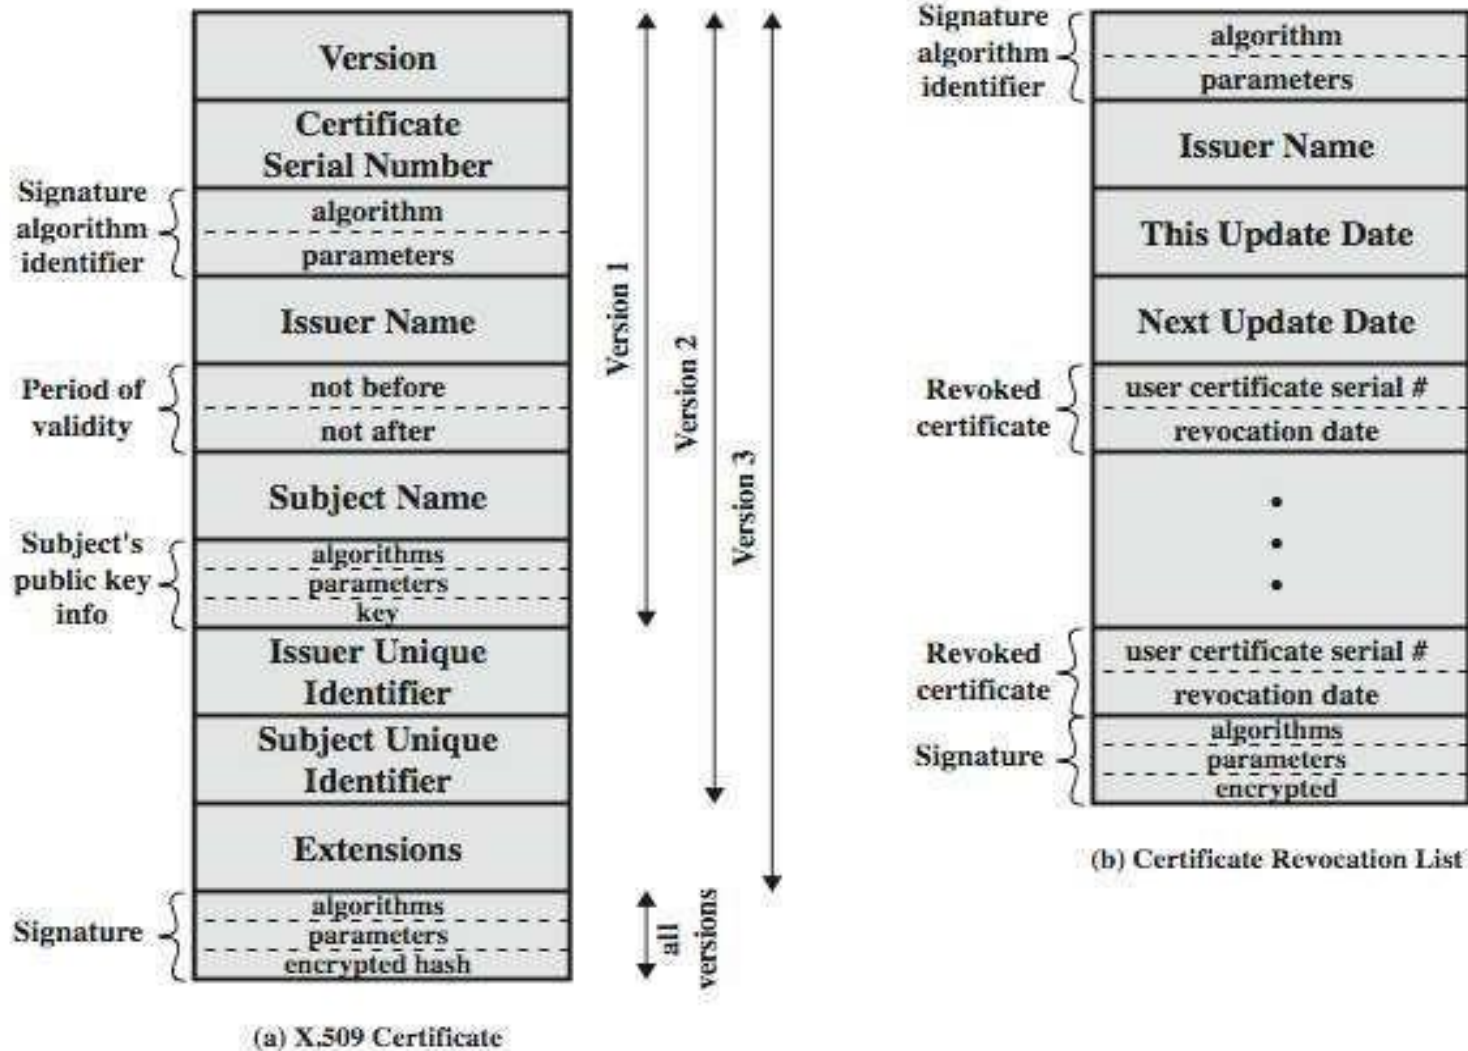 Version
Certificate
Serial Number
Signature
algorithm
identifier
algorithm
parameters
Issuer Name
Period of
validity
not before
not after
Subject Name
Subject's
public key
info
algorithms
parameters
key
Issuer Unique
Identifier
Subject Unique
Identifier
Extensions
Signature
algorithms
parameters
encrypted hash
Version 1
Version 2
Version 3
all
versions
(a) X.509 Certificate
Signature
algorithm
identifier
algorithm
parameters
Issuer Name
This Update Date
Next Update Date
Revoked
certificate
user certificate serial #
revocation date
Revoked
certificate
user certificate serial #
revocation date
Signature
algorithms
parameters
encrypted
(b) Certificate Revocation List